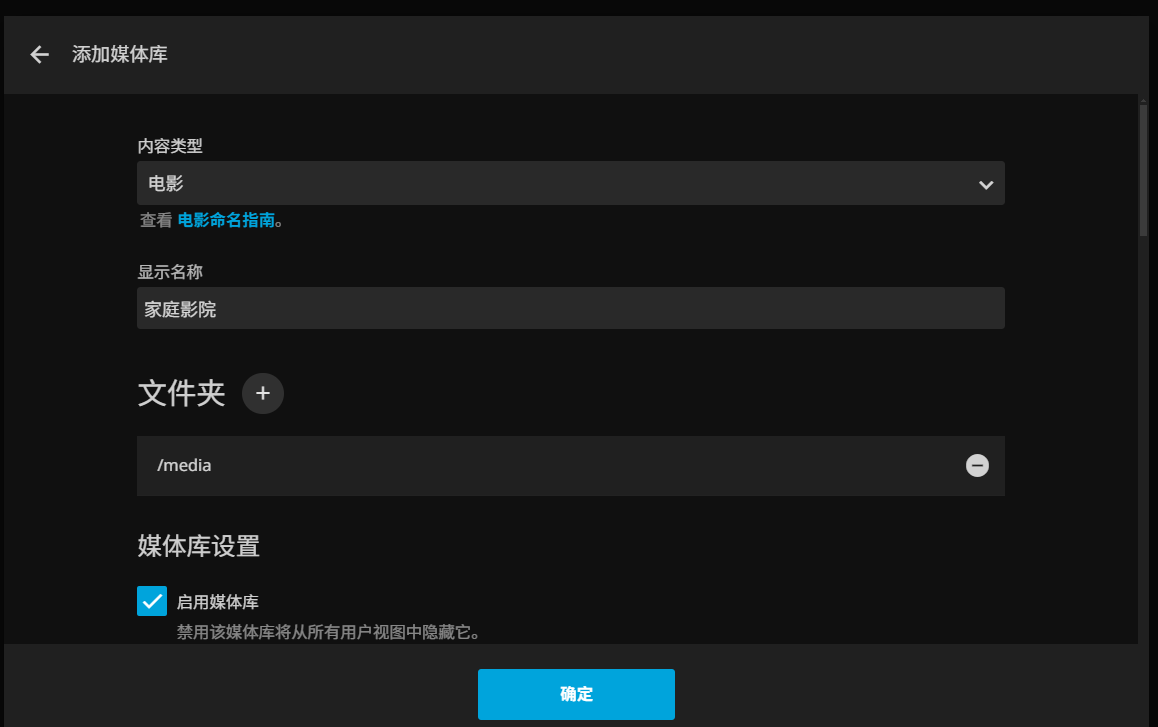 添加媒体库
内容类型
电影
查看 电影命名指南。
显示名称
家庭影院
文件夹
/media
媒体库设置
启用媒体库
禁用该媒体库将从所有用户视图中隐藏它。
确定